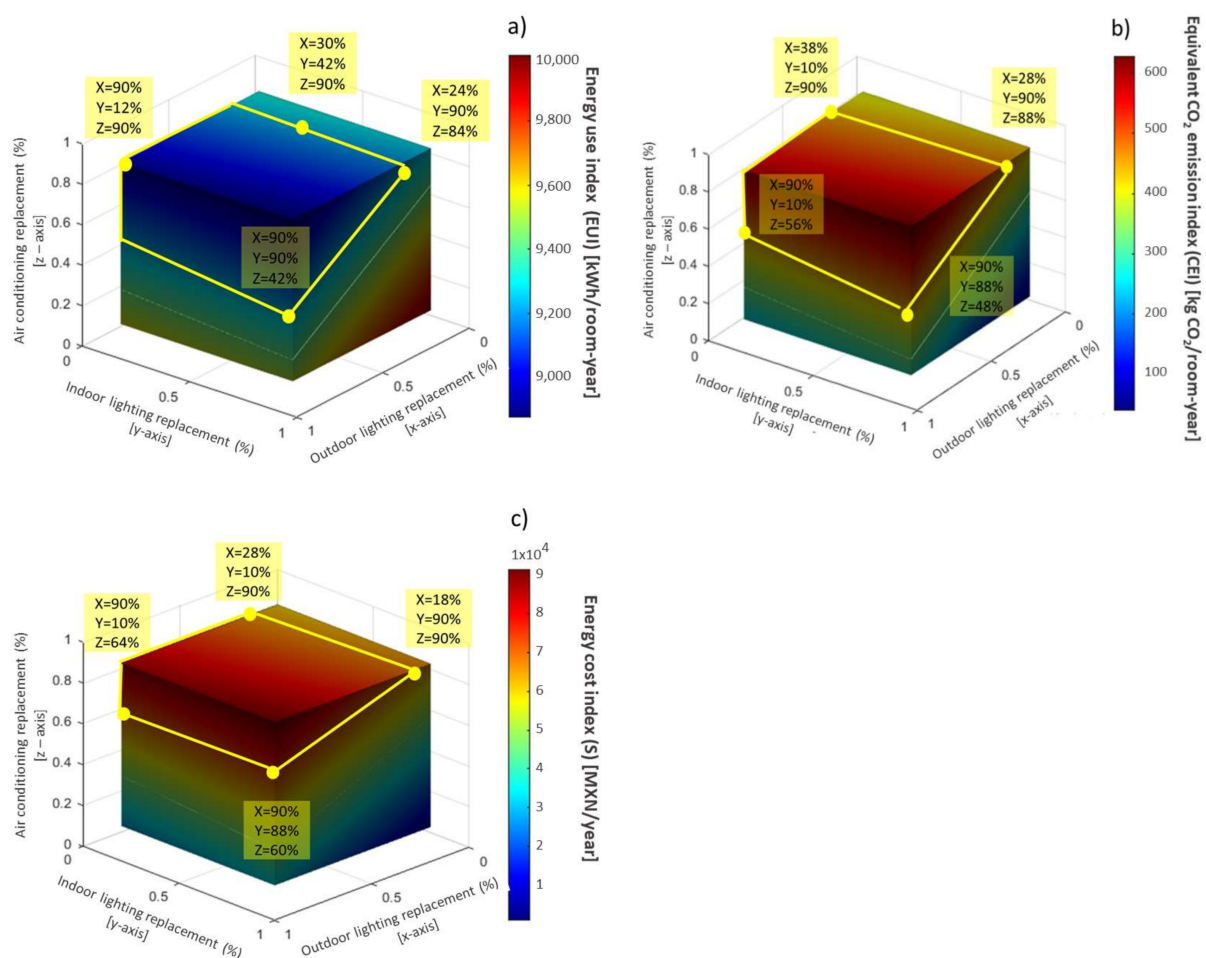 a)
X=30%
Y=42%
Z=90%
X=90%
Y=12%
Z=90%
X=24%
Y=90%
Z=84%
X=90%
Y=90%
Z=42%
Air conditioning replacement (%)
[z – axis]
1
0.8
0.6
0.4
0.2
0
0
0.5
1
Indoor lighting replacement (%)
[y-axis]
0
0.5
1
Outdoor lighting replacement (%)
[x-axis]
10,000
9,800
9,600
9,400
9,200
9,000
Energy use index (EUI) [kWh/room-year]
b)
X=38%
Y=10%
Z=90%
X=28%
Y=90%
Z=88%
X=90%
Y=10%
Z=56%
X=90%
Y=88%
Z=48%
Air conditioning replacement (%)
[z – axis]
1
0.8
0.6
0.4
0.2
0
0
0.5
1
Indoor lighting replacement (%)
[y-axis]
0
0.5
1
Outdoor lighting replacement (%)
[x-axis]
600
500
400
300
200
100
Equivalent CO₂ emission index (CEI) [kg CO₂/room-year]
c)
X=28%
Y=10%
Z=90%
X=90%
Y=10%
Z=64%
X=18%
Y=90%
Z=90%
X=90%
Y=88%
Z=60%
Air conditioning replacement (%)
[z – axis]
1
0.8
0.6
0.4
0.2
0
0
0.5
1
Indoor lighting replacement (%)
[y-axis]
0
0.5
1
Outdoor lighting replacement (%)
[x-axis]
1x10⁴
9
8
7
6
5
4
3
2
1
Energy cost index (S) [MXN/year]